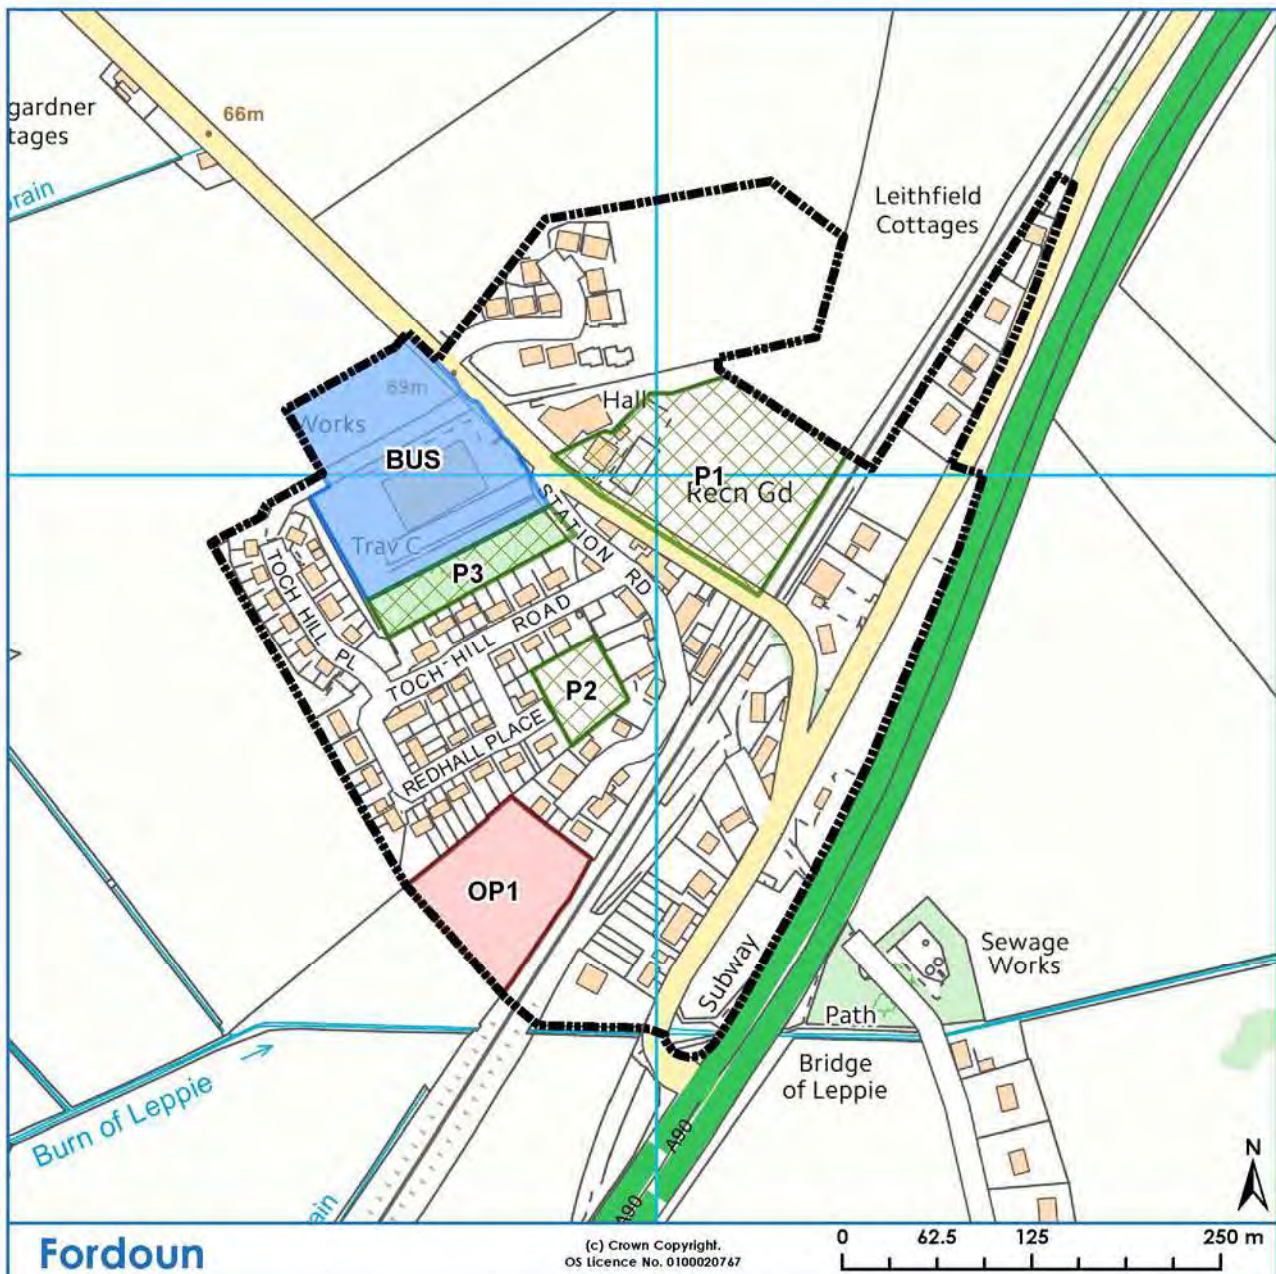 gardner
tages
66m
rain
Leithfield
Cottages
69m
Works
Hall
BUS
P1
Recn Gd
STATION RD
Trav C
P3
TOCH HILL PL
TOCH-HILL ROAD
P2
REDHALL PLACE
OP1
Subway
Sewage
Works
Path
Bridge
of Leppie
Burn of Leppie
A90
A90
ain
N
Fordoun
(c) Crown Copyright.
OS Licence No. 0100020767
0 62.5 125 250 m